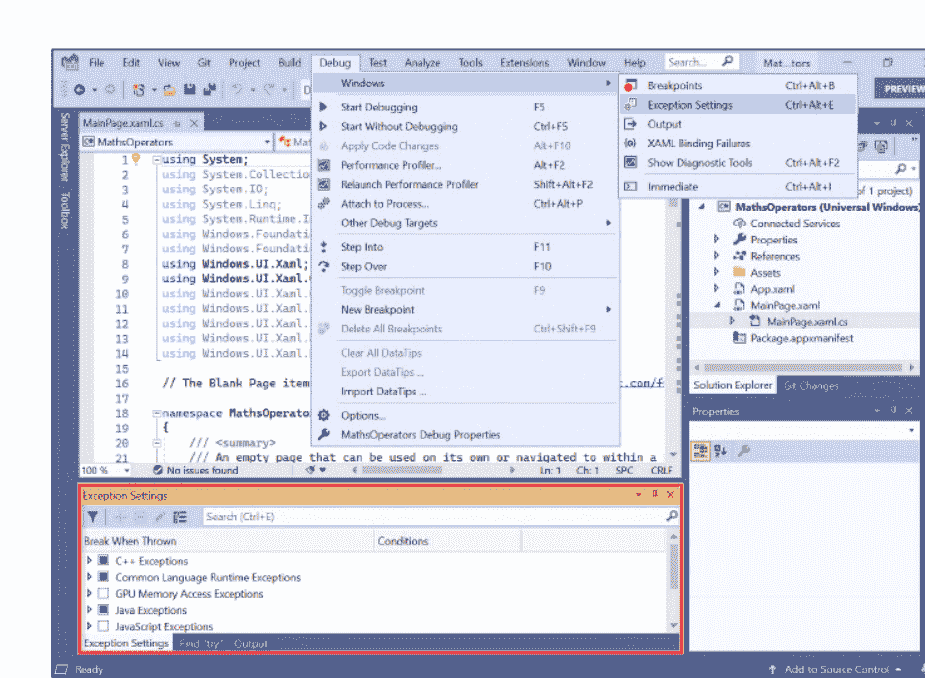 File Edit View Git Project Build Debug Test Analyze Tools Extensions Window Help Search... Mat...tors
PREVIEW
Windows
Start Debugging F5
Start Without Debugging Ctrl+F5
Apply Code Changes Alt+F10
Performance Profiler... Alt+F2
Relaunch Performance Profiler Shift+Alt+F2
Attach to Process... Ctrl+Alt+P
Other Debug Targets
Step Into F11
Step Over F10
Toggle Breakpoint F9
New Breakpoint
Delete All Breakpoints Ctrl+Shift+F9
Clear All DataTips
Export DataTips ...
Import DataTips ...
Options...
MathsOperators Debug Properties
Breakpoints Ctrl+Alt+B
Exception Settings Ctrl+Alt+E
Output
XAML Binding Failures
Show Diagnostic Tools Ctrl+Alt+F2
Immediate Ctrl+Alt+I
Server Explorer
Toolbox
MainPage.xaml.cs
MathsOperators Mat
1 using System;
2 using System.Collectio
3 using System.IO;
4 using System.Linq;
5 using System.Runtime.I
6 using Windows.Foundati
7 using Windows.Foundati
8 using Windows.UI.Xaml;
9 using Windows.UI.Xaml.
10 using Windows.UI.Xaml.
11 using Windows.UI.Xaml.
12 using Windows.UI.Xaml.
13 using Windows.UI.Xaml.
14 using Windows.UI.Xaml.
15
16 // The Blank Page item t.com/f
17
18 namespace MathsOperato
19 {
20 /// <summary>
21 /// An empty page that can be used on its own or navigated to within a
100 % No issues found Ln: 1 Ch: 1 SPC CRLF
of 1 project)
MathsOperators (Universal Windows)
Connected Services
Properties
References
Assets
App.xaml
MainPage.xaml
MainPage.xaml.cs
Package.appxmanifest
Solution Explorer Git Changes
Properties
Exception Settings
Search (Ctrl+E)
Break When Thrown Conditions
C++ Exceptions
Common Language Runtime Exceptions
GPU Memory Access Exceptions
Java Exceptions
JavaScript Exceptions
Exception Settings Find "try" Output
Ready Add to Source Control